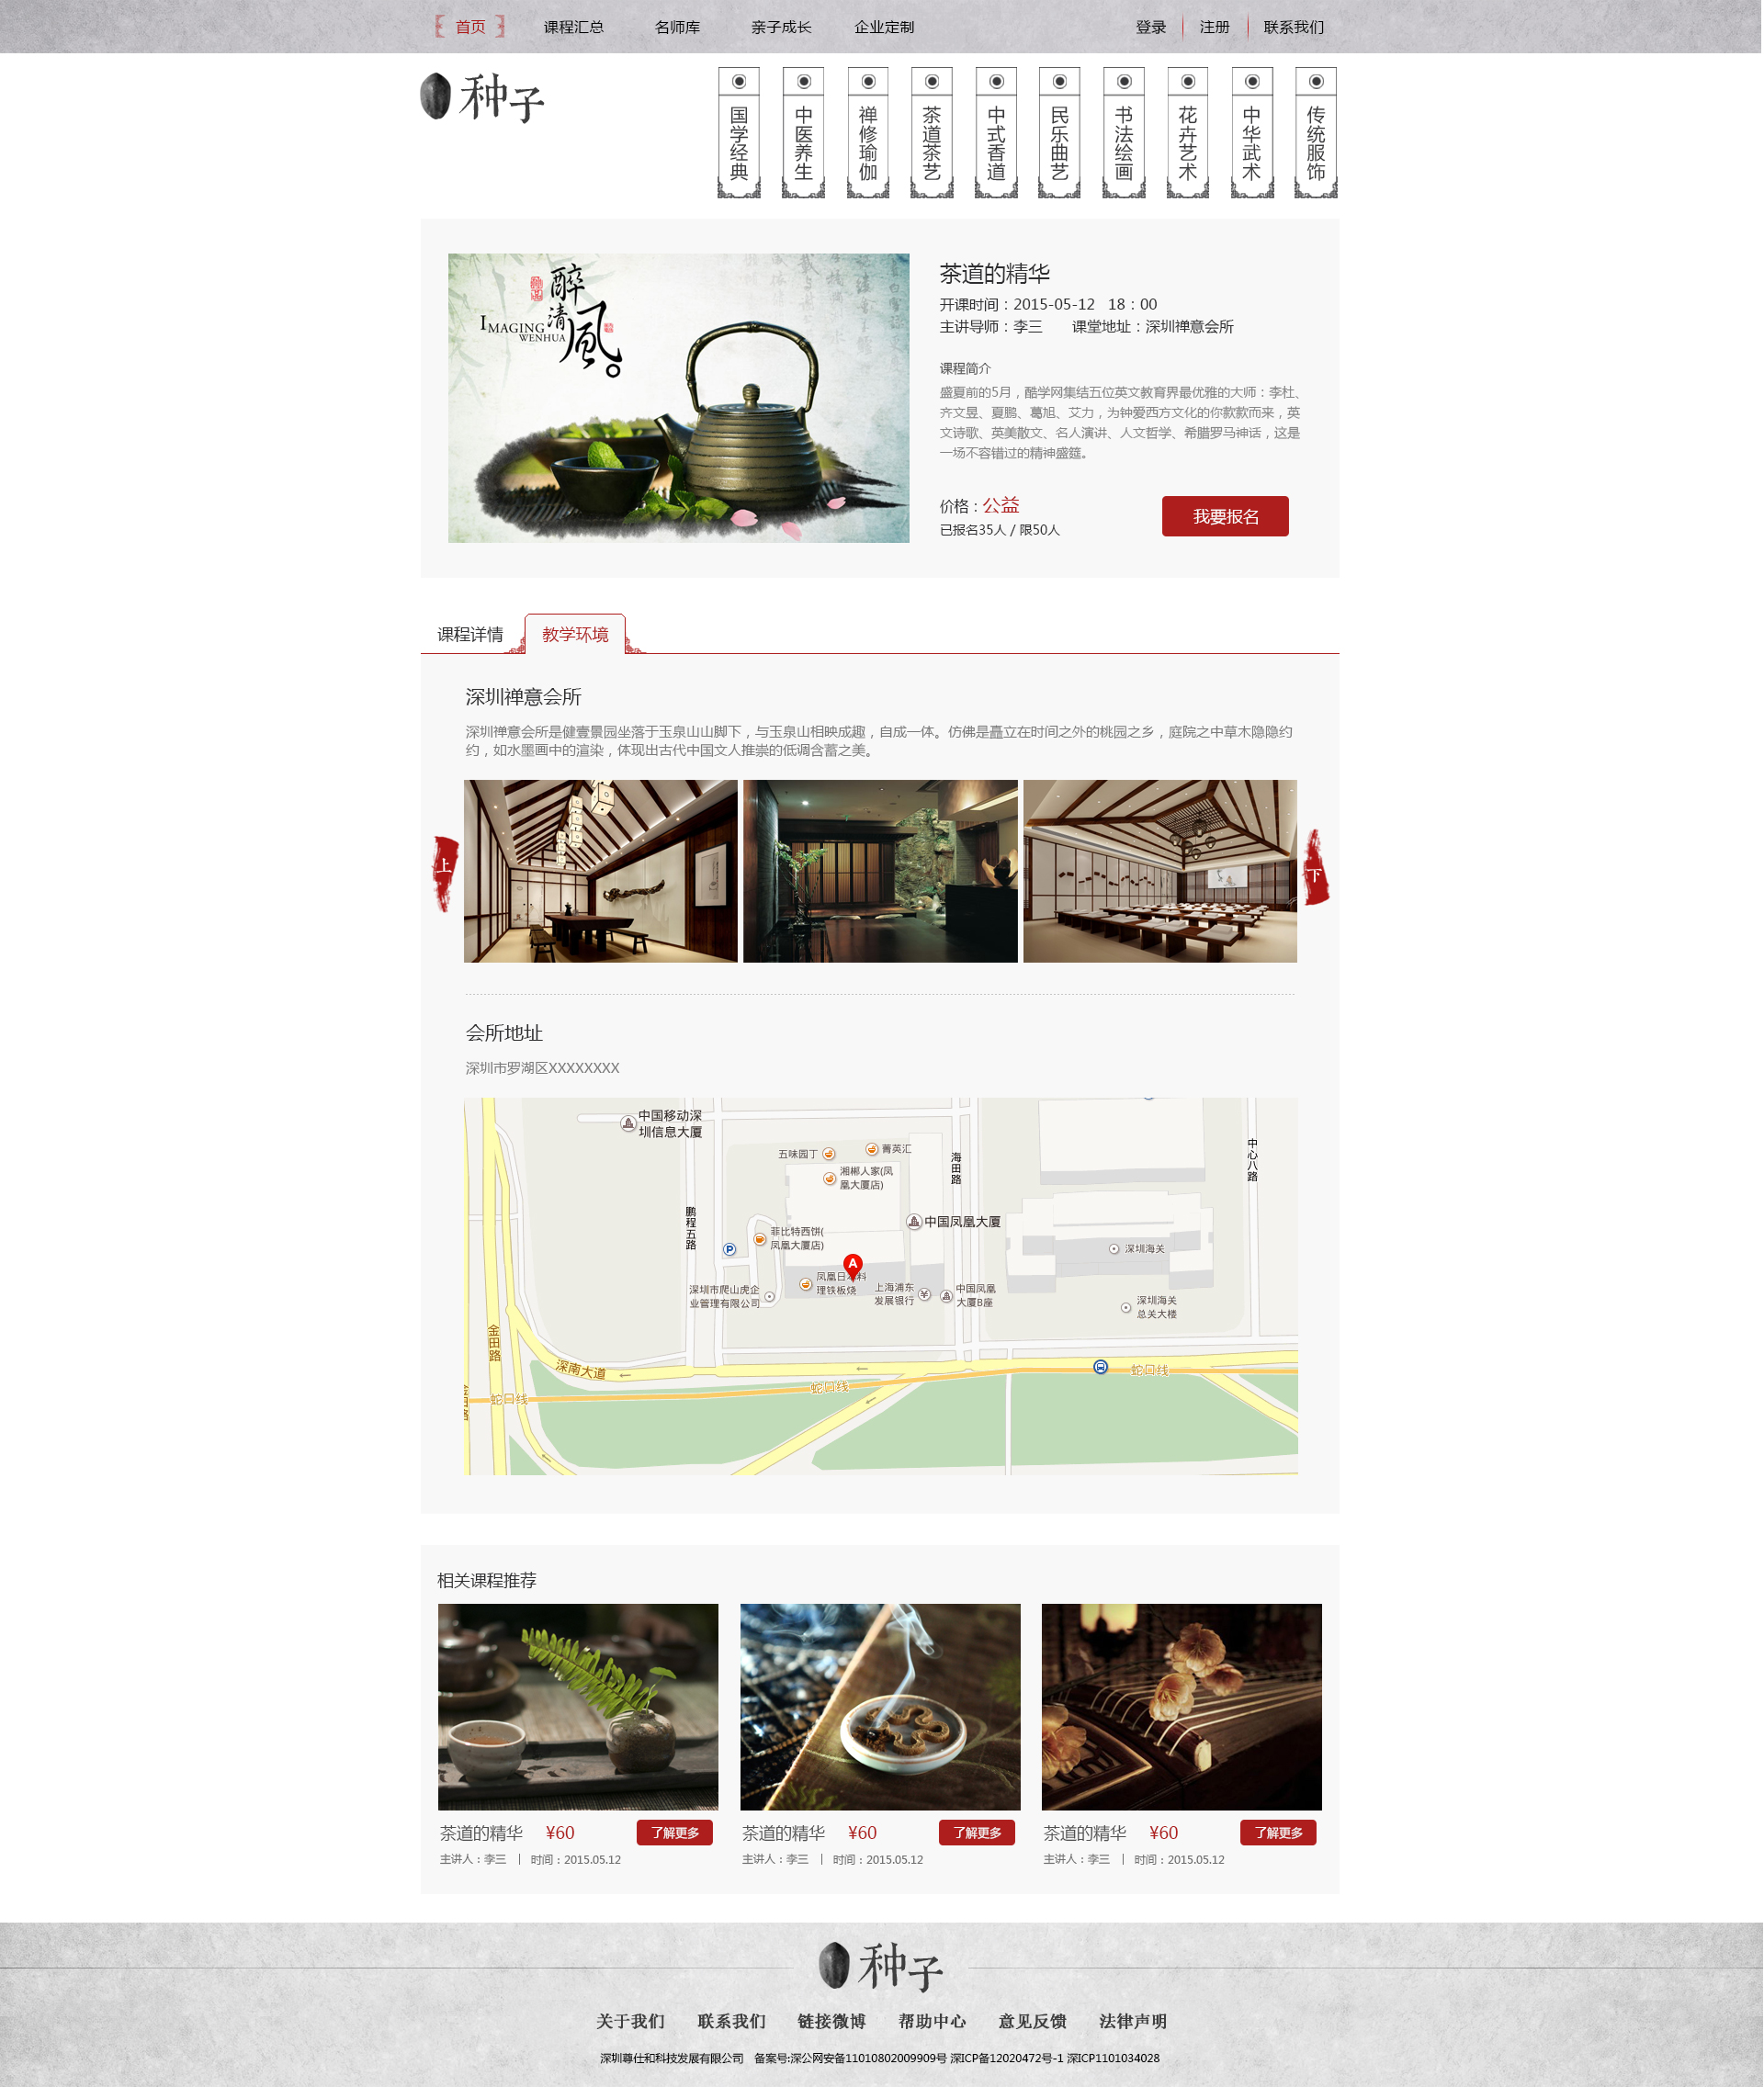 首页 课程汇总 名师库 亲子成长 企业定制 登录 注册 联系我们
种子
国学经典
中医养生
禅修瑜伽
茶道茶艺
中式香道
民乐曲艺
书法绘画
花卉艺术
中华武术
传统服饰
醉清風
IMAGING
WENHUA
茶道的精华
开课时间：2015-05-12 18：00
主讲导师：李三 课堂地址：深圳禅意会所
课程简介
盛夏前的5月，酷学网集结五位英文教育界最优雅的大师：李杜、
齐文昱、夏鹏、葛旭、艾力，为钟爱西方文化的你款款而来，英
文诗歌、英美散文、名人演讲、人文哲学、希腊罗马神话，这是
一场不容错过的精神盛筵。
价格：公益
已报名35人 / 限50人
我要报名
课程详情 教学环境
深圳禅意会所
深圳禅意会所是健壹景园坐落于玉泉山山脚下，与玉泉山相映成趣，自成一体。仿佛是矗立在时间之外的桃园之乡，庭院之中草木隐隐约
约，如水墨画中的渲染，体现出古代中国文人推崇的低调含蓄之美。
上
下
会所地址
深圳市罗湖区XXXXXXXX
中国移动深
圳信息大厦
五味园丁
菁英汇
湘郴人家(凤
凰大厦店)
海田路
中心八路
鹏程五路
中国凤凰大厦
菲比特西饼(
凤凰大厦店)
P
A
深圳海关
凤凰日本料
理铁板烧
深圳市爬山虎企
业管理有限公司
上海浦东
发展银行
中国凤凰
大厦B座
深圳海关
总关大楼
金田路
深南大道
蛇口线
蛇口线
蛇口线
相关课程推荐
茶道的精华 ¥60 了解更多
主讲人：李三 | 时间：2015.05.12
茶道的精华 ¥60 了解更多
主讲人：李三 | 时间：2015.05.12
茶道的精华 ¥60 了解更多
主讲人：李三 | 时间：2015.05.12
种子
关于我们 联系我们 链接微博 帮助中心 意见反馈 法律声明
深圳尊仕和科技发展有限公司 备案号:深公网安备11010802009909号 深ICP备12020472号-1 深ICP1101034028